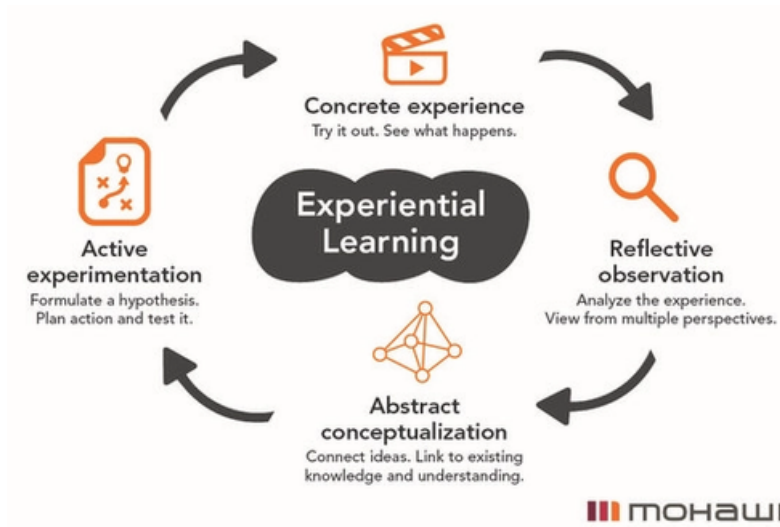 Concrete experience
Try it out. See what happens.
Experiential
Learning
Reflective
observation
Analyze the experience.
View from multiple perspectives.
Abstract
conceptualization
Connect ideas. Link to existing
knowledge and understanding.
Active
experimentation
Formulate a hypothesis.
Plan action and test it.